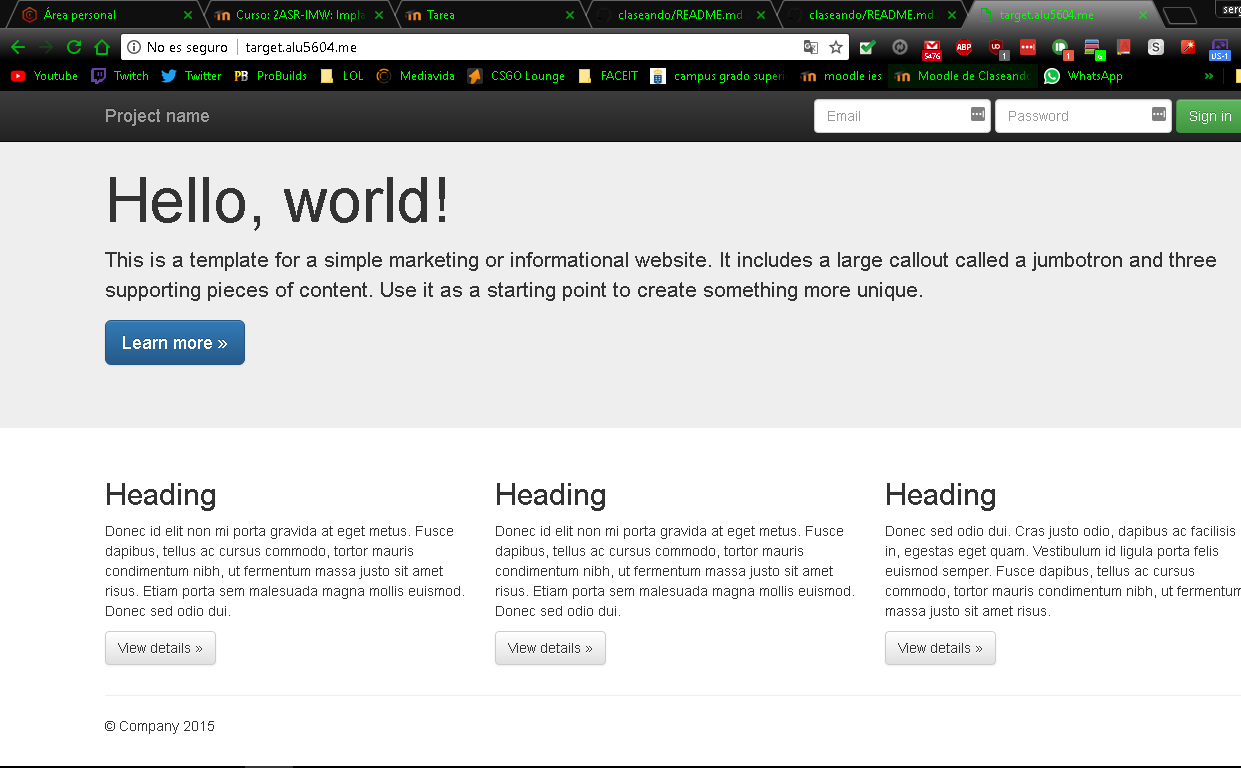 Área personal
Curso: 2ASR-IMW: Impla
Tarea
claseando/README.md
claseando/README.md
target.alu5604.me
serg
No es seguro
target.alu5604.me
5476
ABP
1
1
6
S
US-1
Youtube
Twitch
Twitter
PB ProBuilds
LOL
Mediavida
CSGO Lounge
FACEIT
campus grado superi
moodle ies
Moodle de Claseando
WhatsApp
»
Project name
Email
Password
Sign in
Hello, world!
This is a template for a simple marketing or informational website. It includes a large callout called a jumbotron and three
supporting pieces of content. Use it as a starting point to create something more unique.
Learn more »
Heading
Donec id elit non mi porta gravida at eget metus. Fusce
dapibus, tellus ac cursus commodo, tortor mauris
condimentum nibh, ut fermentum massa justo sit amet
risus. Etiam porta sem malesuada magna mollis euismod.
Donec sed odio dui.
View details »
Heading
Donec id elit non mi porta gravida at eget metus. Fusce
dapibus, tellus ac cursus commodo, tortor mauris
condimentum nibh, ut fermentum massa justo sit amet
risus. Etiam porta sem malesuada magna mollis euismod.
Donec sed odio dui.
View details »
Heading
Donec sed odio dui. Cras justo odio, dapibus ac facilisis
in, egestas eget quam. Vestibulum id ligula porta felis
euismod semper. Fusce dapibus, tellus ac cursus
commodo, tortor mauris condimentum nibh, ut fermentum
massa justo sit amet risus.
View details »
© Company 2015